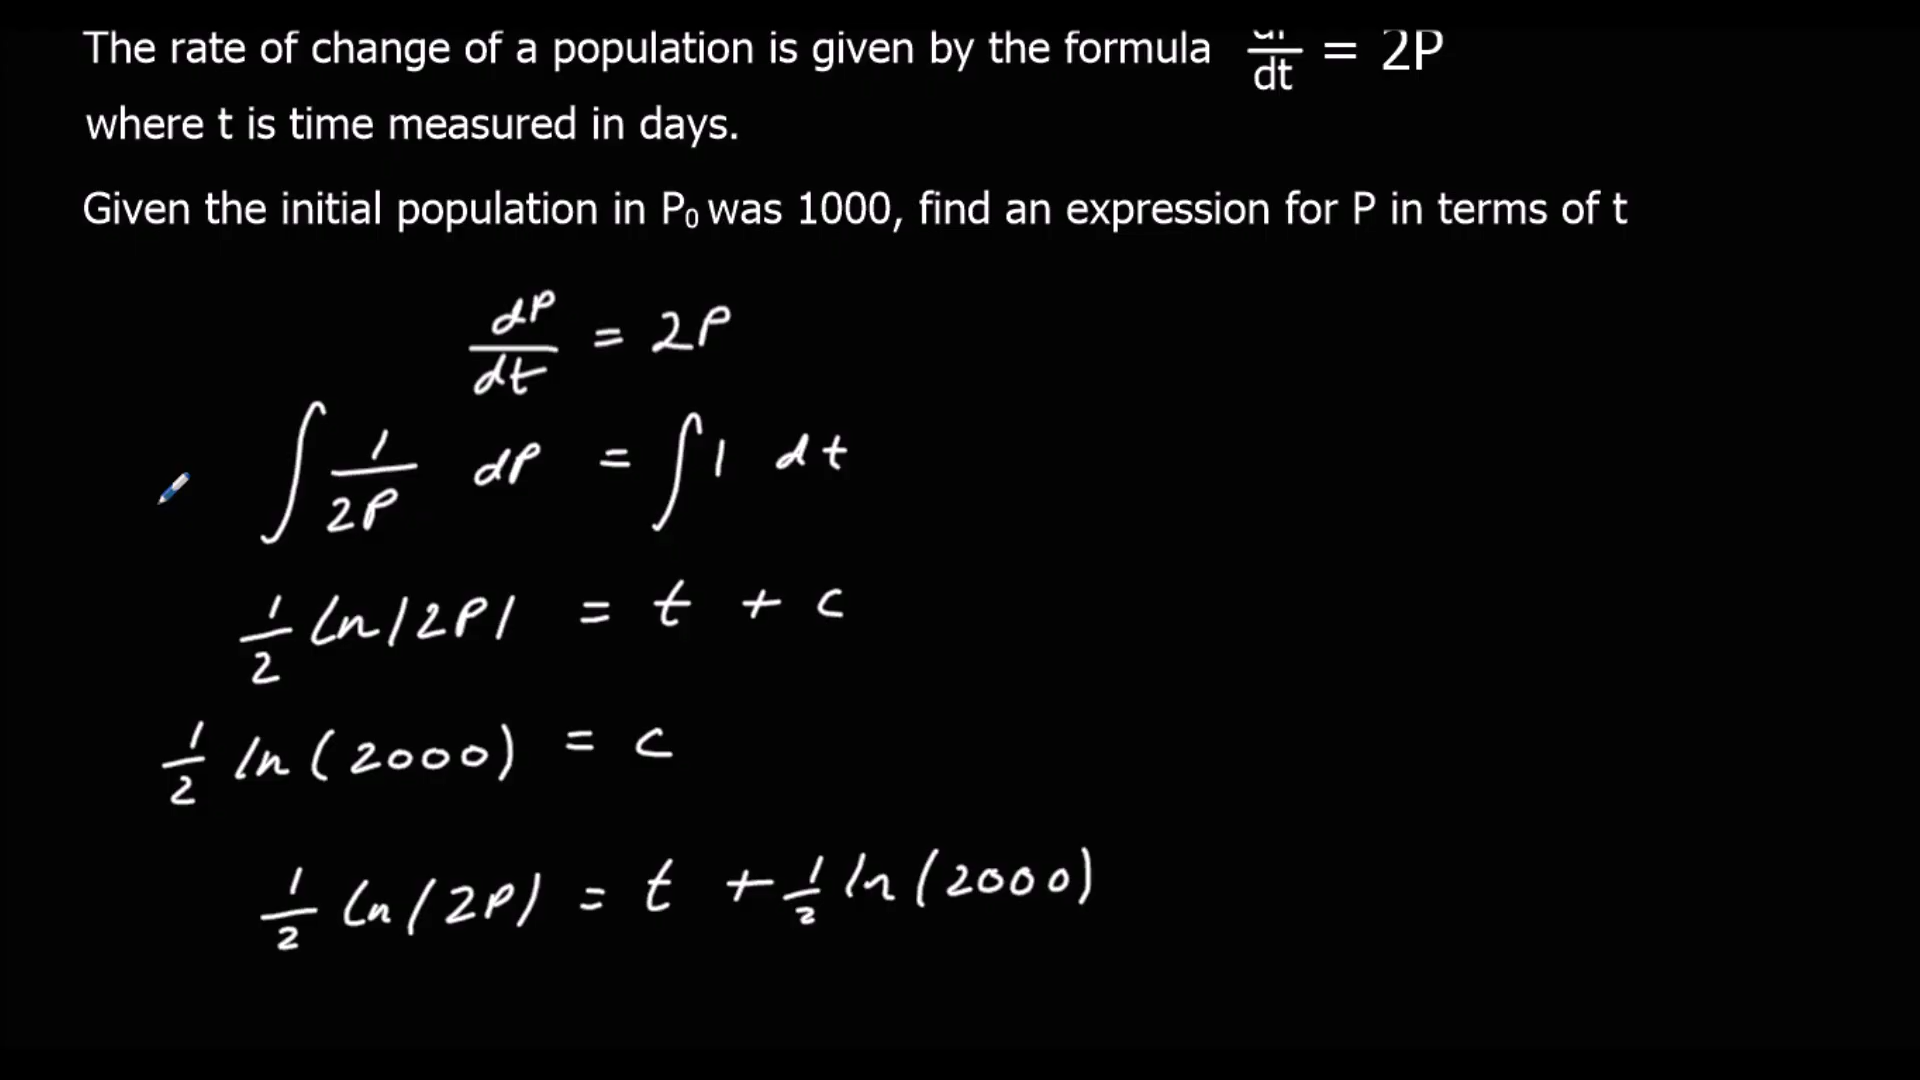 The rate of change of a population is given by the formula dt = 2P
where t is time measured in days.
Given the initial population in P₀ was 1000, find an expression for P in terms of t
dP/dt = 2P
∫ 1/2P dP = ∫ 1 dt
1/2 ln|2P| = t + c
1/2 ln(2000) = c
1/2 ln(2P) = t + 1/2 ln(2000)